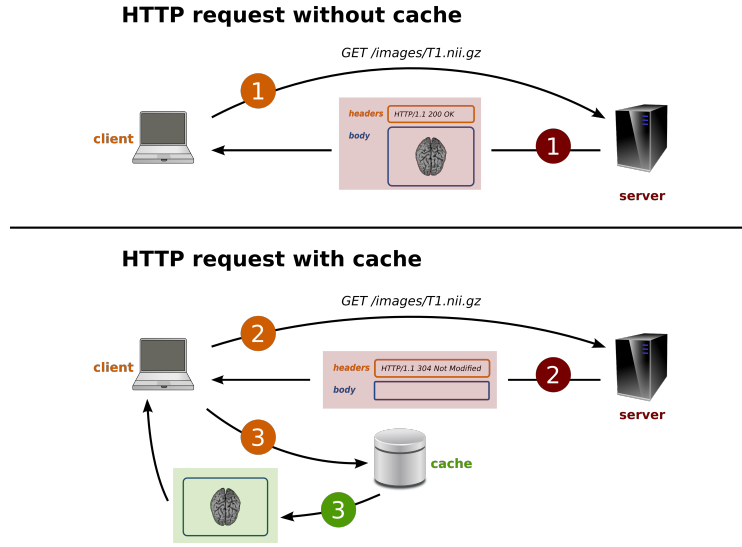 HTTP request without cache
GET /images/T1.nii.gz
1
headers HTTP/1.1 200 OK
client
body
1
server
HTTP request with cache
GET /images/T1.nii.gz
2
client
headers HTTP/1.1 304 Not Modified
2
body
server
3
cache
3